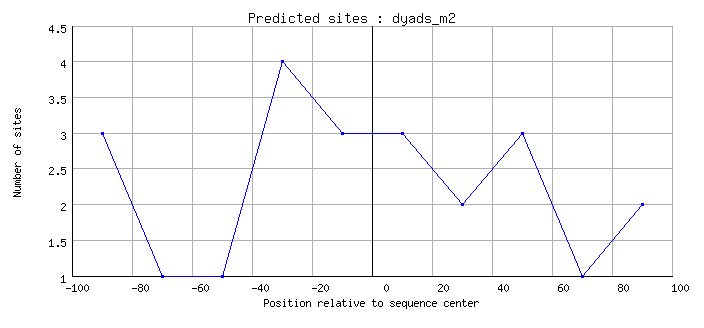 Predicted sites : dyads_m2
4.5
4
3.5
3
2.5
2
1.5
1
Number of sites
-100 -80 -60 -40 -20 0 20 40 60 80 100
Position relative to sequence center